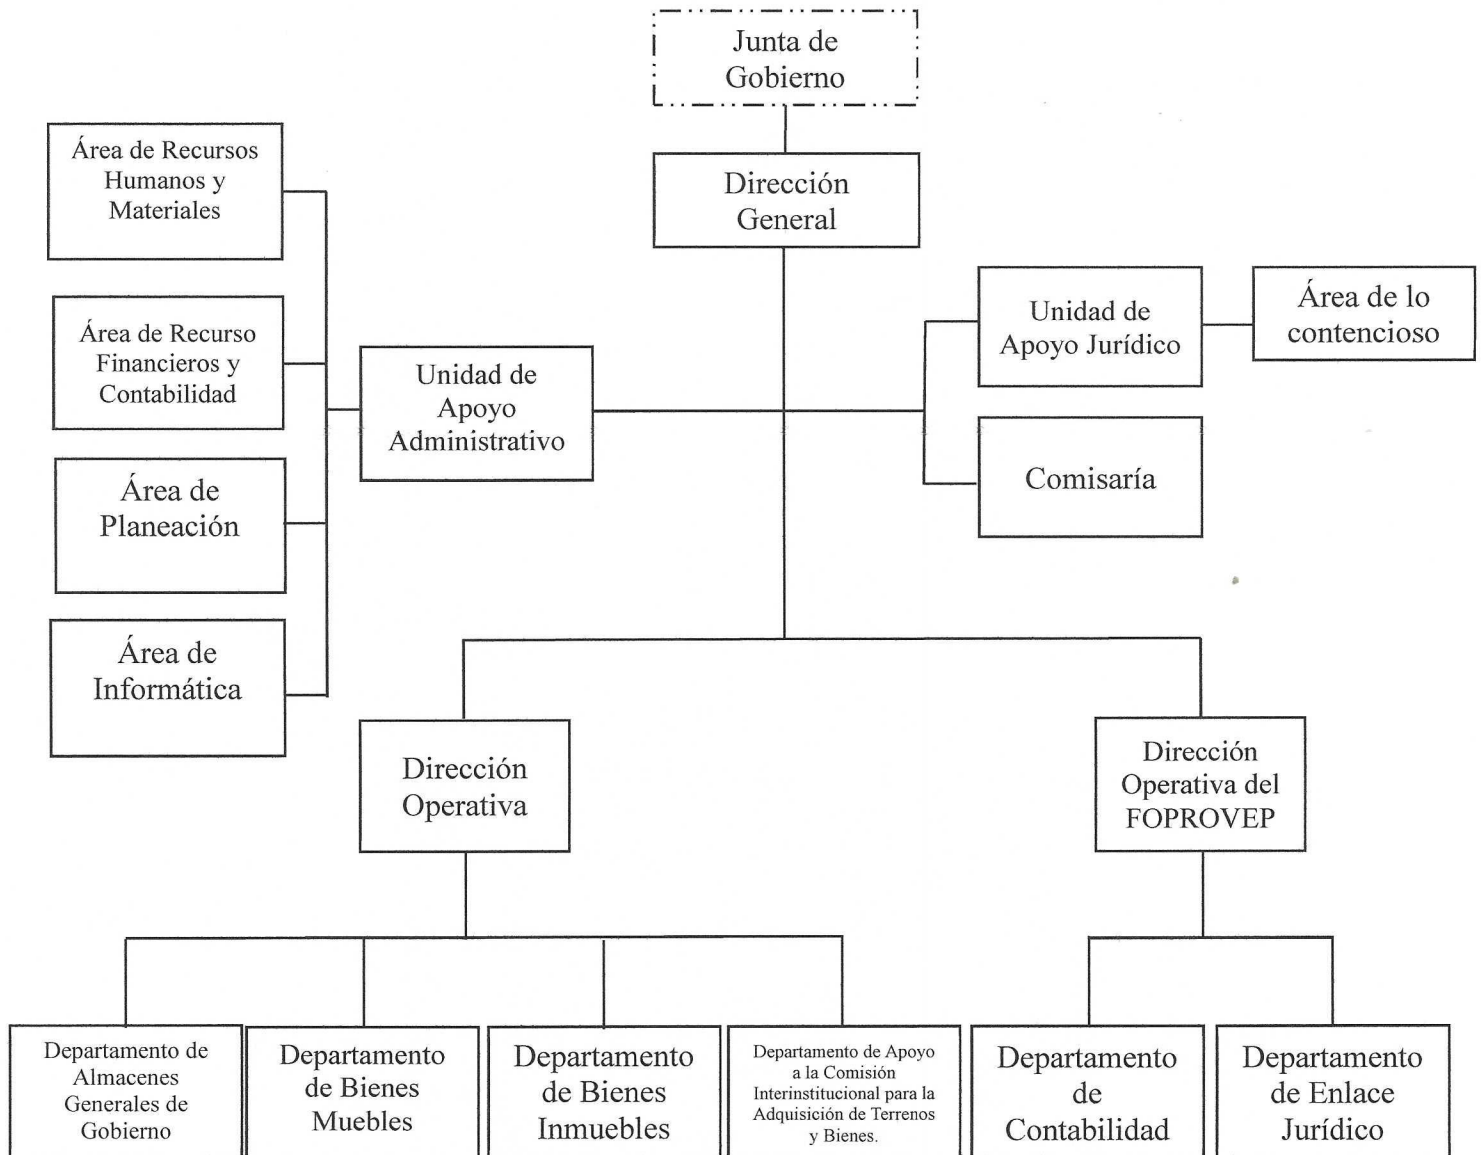 Junta de
Gobierno
Dirección
General
Área de Recursos
Humanos y
Materiales
Área de Recurso
Financieros y
Contabilidad
Área de
Planeación
Área de
Informática
Unidad de
Apoyo
Administrativo
Unidad de
Apoyo Jurídico
Área de lo
contencioso
Comisaría
Dirección
Operativa
Dirección
Operativa del
FOPROVEP
Departamento de
Almacenes
Generales de
Gobierno
Departamento
de Bienes
Muebles
Departamento
de Bienes
Inmuebles
Departamento de Apoyo
a la Comisión
Interinstitucional para la
Adquisición de Terrenos
y Bienes.
Departamento
de
Contabilidad
Departamento
de Enlace
Jurídico